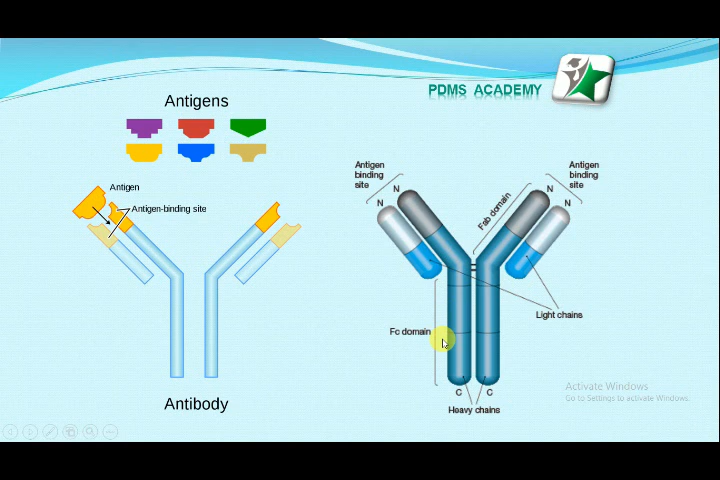 PDMS ACADEMY
Antigens
Antigen
Antigen-binding site
Antibody
Antigen
binding
site
Antigen
binding
site
N
N
N
N
Fab domain
Light chains
Fc domain
C
C
Heavy chains
Activate Windows
Go to Settings to activate Windows.